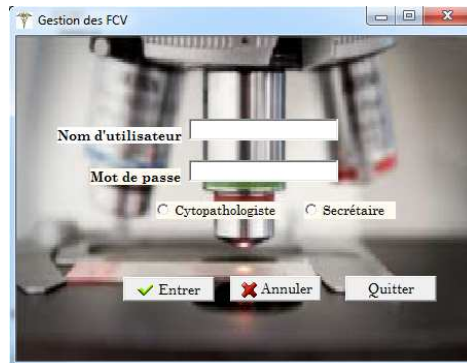 Gestion des FCV
Nom d'utilisateur
Mot de passe
Cytopathologiste Secrétaire
Entrer Annuler Quitter